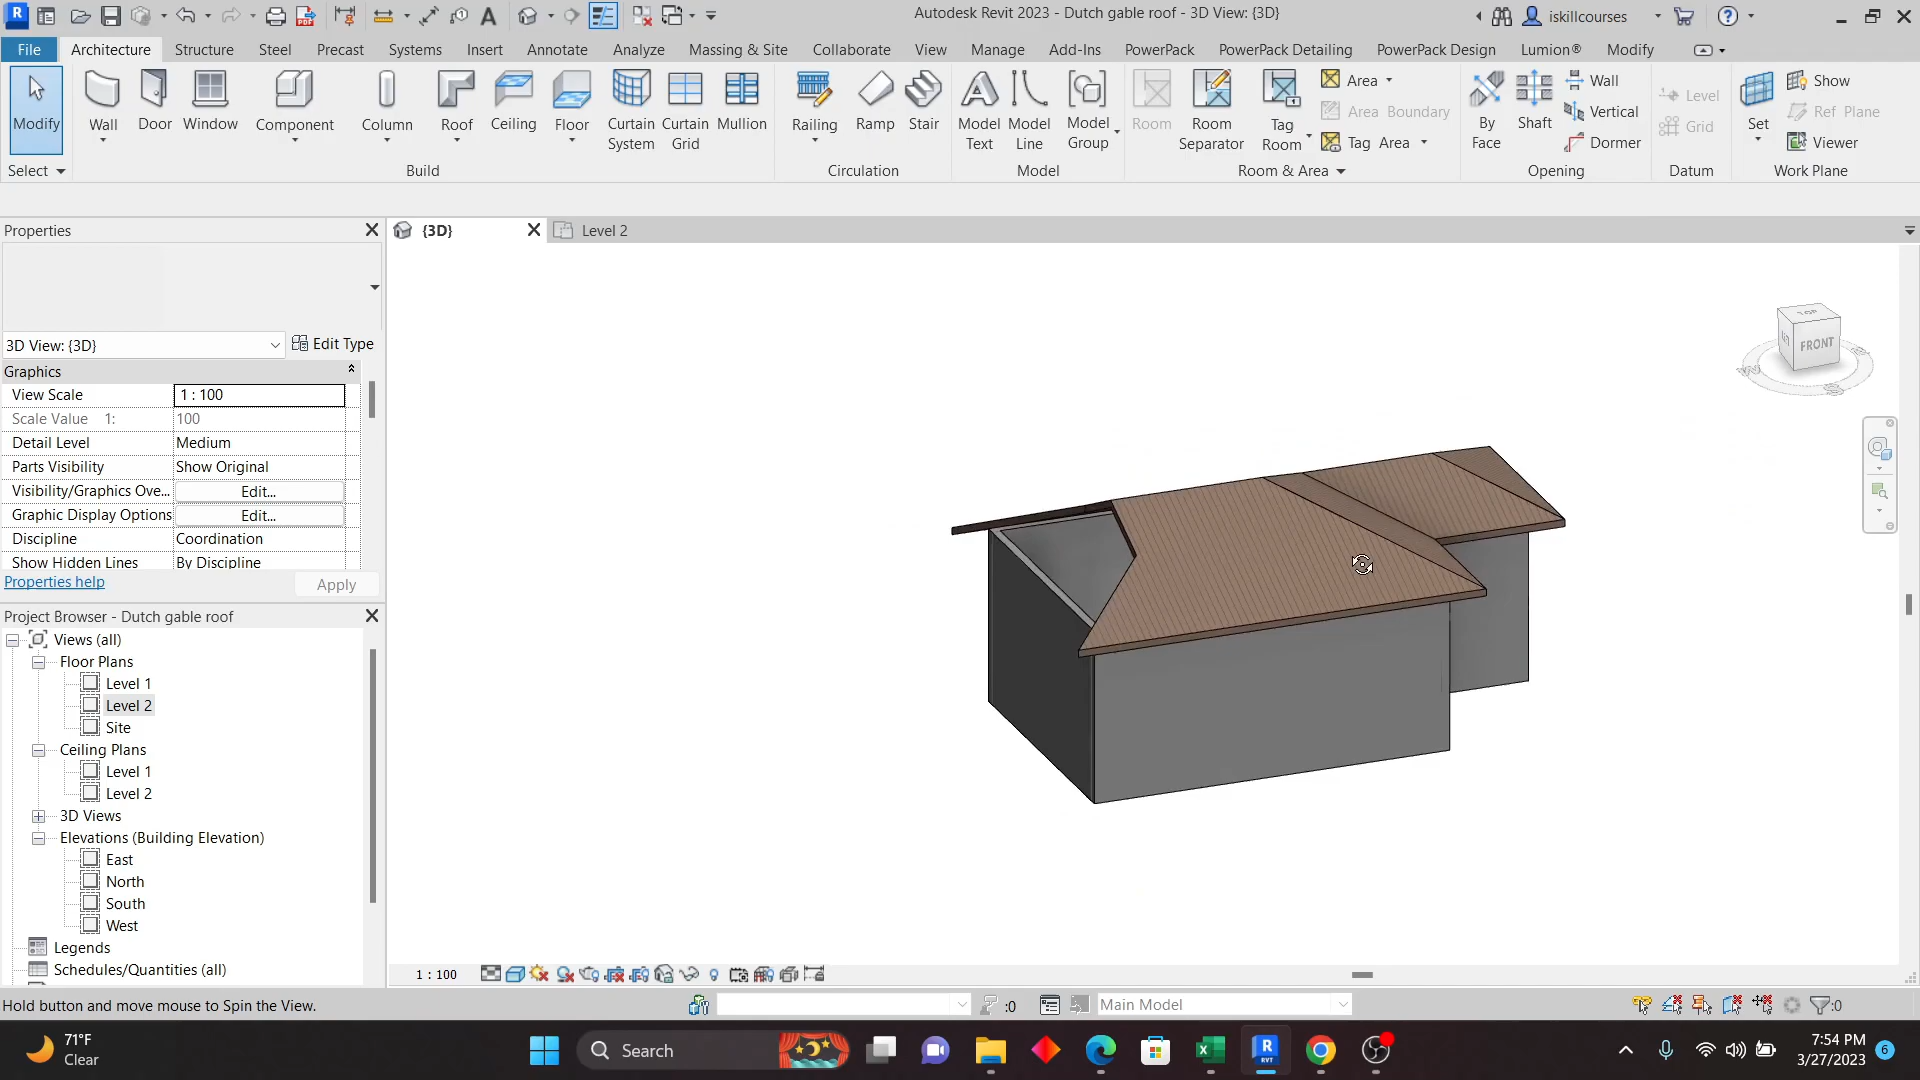 Autodesk Revit 2023 - Dutch gable roof - 3D View: {3D}
iskillcourses
File Architecture Structure Steel Precast Systems Insert Annotate Analyze Massing & Site Collaborate View Manage Add-Ins PowerPack PowerPack Detailing PowerPack Design Lumion® Modify
Modify
Wall
Door
Window
Component
Column
Roof
Ceiling
Floor
Curtain
System
Curtain
Grid
Mullion
Railing
Ramp
Stair
Model
Text
Model
Line
Model
Group
Room
Room
Separator
Tag
Room
Area
Area Boundary
Tag Area
By
Face
Shaft
Wall
Vertical
Dormer
Level
Grid
Set
Show
Ref Plane
Viewer
Select Build Circulation Model Room & Area Opening Datum Work Plane
Properties
{3D}
Level 2
3D View: {3D}
Edit Type
Graphics
View Scale 1 : 100
Scale Value 1: 100
Detail Level Medium
Parts Visibility Show Original
Visibility/Graphics Ove... Edit...
Graphic Display Options Edit...
Discipline Coordination
Show Hidden Lines By Discipline
Properties help
Apply
TOP
FRONT
Project Browser - Dutch gable roof
Views (all)
Floor Plans
Level 1
Level 2
Site
Ceiling Plans
Level 1
Level 2
3D Views
Elevations (Building Elevation)
East
North
South
West
Legends
Schedules/Quantities (all)
1 : 100
Hold button and move mouse to Spin the View.
:0
Main Model
:0
71°F
Clear
Search
7:54 PM
3/27/2023
6